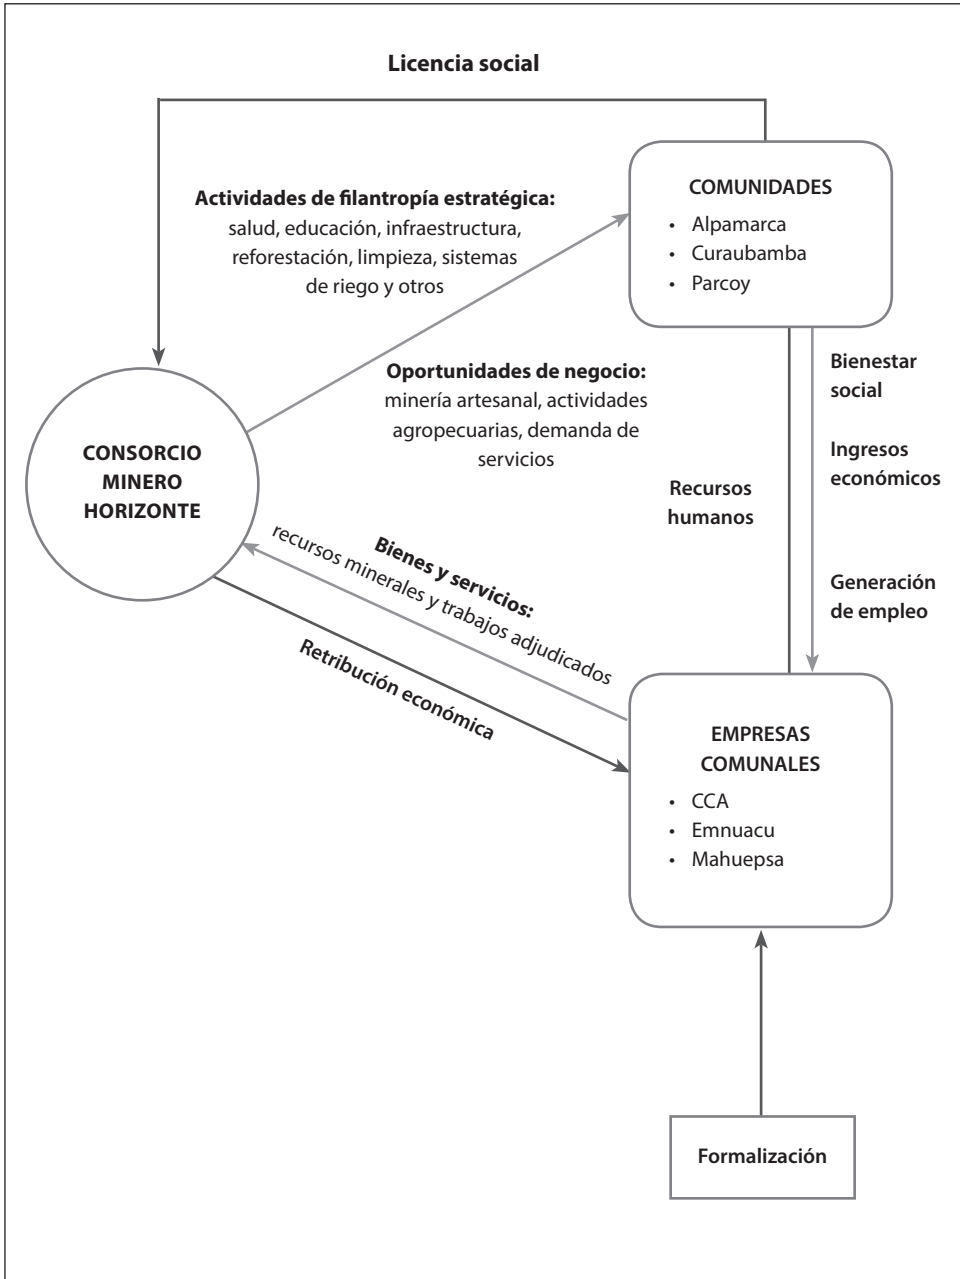 Licencia social
COMUNIDADES
• Alpamarca
• Curaubamba
• Parcoy
Actividades de filantropía estratégica:
salud, educación, infraestructura,
reforestación, limpieza, sistemas
de riego y otros
Oportunidades de negocio:
minería artesanal, actividades
agropecuarias, demanda de
servicios
CONSORCIO
MINERO
HORIZONTE
Bienestar
social
Ingresos
económicos
Recursos
humanos
Generación
de empleo
Bienes y servicios:
recursos minerales y trabajos adjudicados
Retribución económica
EMPRESAS
COMUNALES
• CCA
• Emnuacu
• Mahuepsa
Formalización